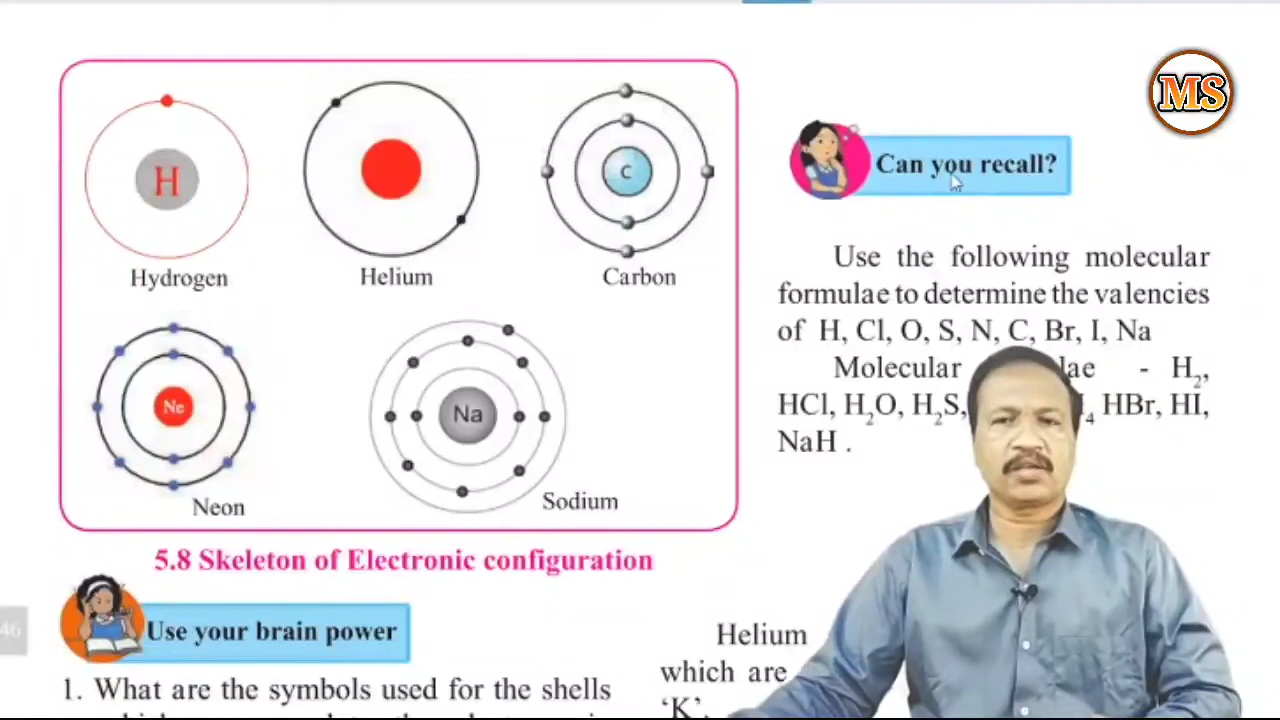 MS
H
C
Hydrogen
Helium
Carbon
Ne
Na
Neon
Sodium
5.8 Skeleton of Electronic configuration
46
Use your brain power
1. What are the symbols used for the shells
Can you recall?
Use the following molecular
formulae to determine the valencies
of H, Cl, O, S, N, C, Br, I, Na
Molecular lae - H₂,
HCl, H₂O, H₂S, ₄ HBr, HI,
NaH .
Helium
which are
‘K’,